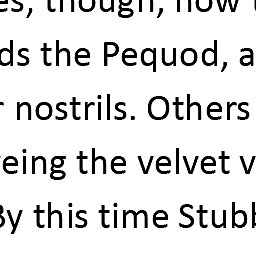 es, though, now
ds the Pequod, a
r nostrils. Others
eing the velvet v
By this time Stubb